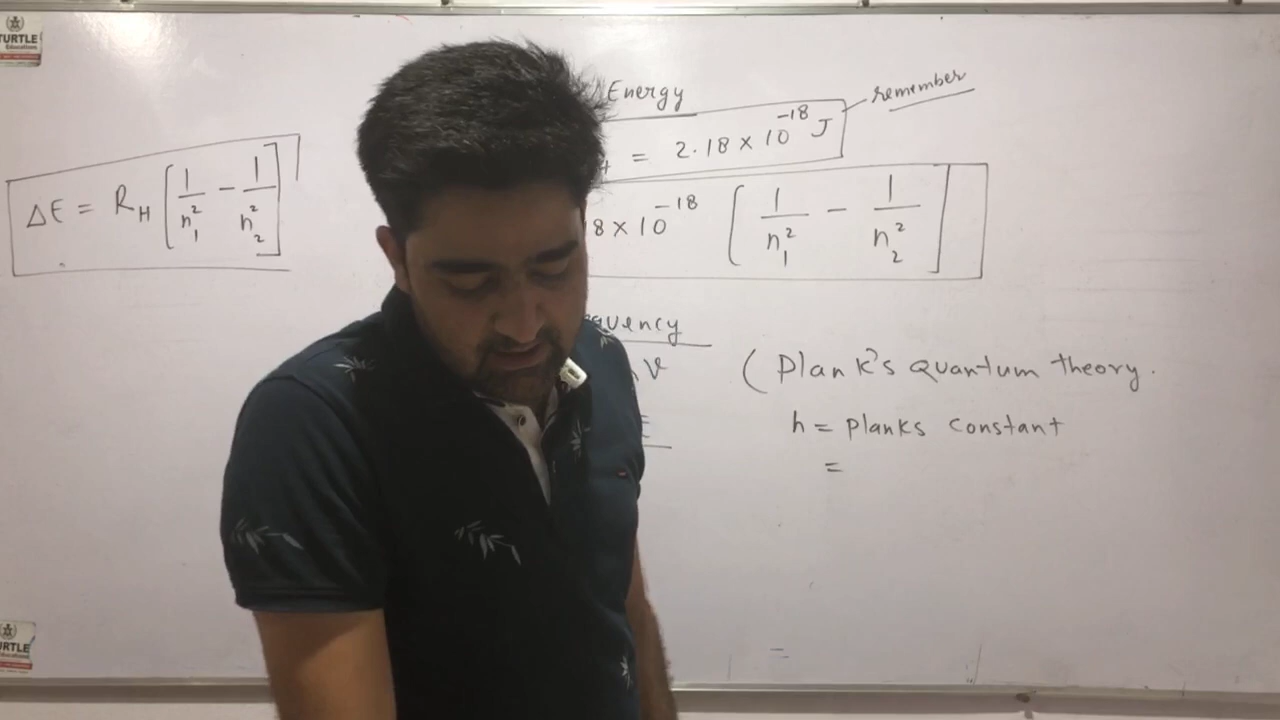 TURTLE
Education
Energy
remember
= 2.18 × 10⁻¹⁸ J
ΔE = R_H [1/n₁² − 1/n₂²]
8 × 10⁻¹⁸ [1/n₁² − 1/n₂²]
quency
ν (Plank's quantum theory.
h = planks constant
=
URTLE